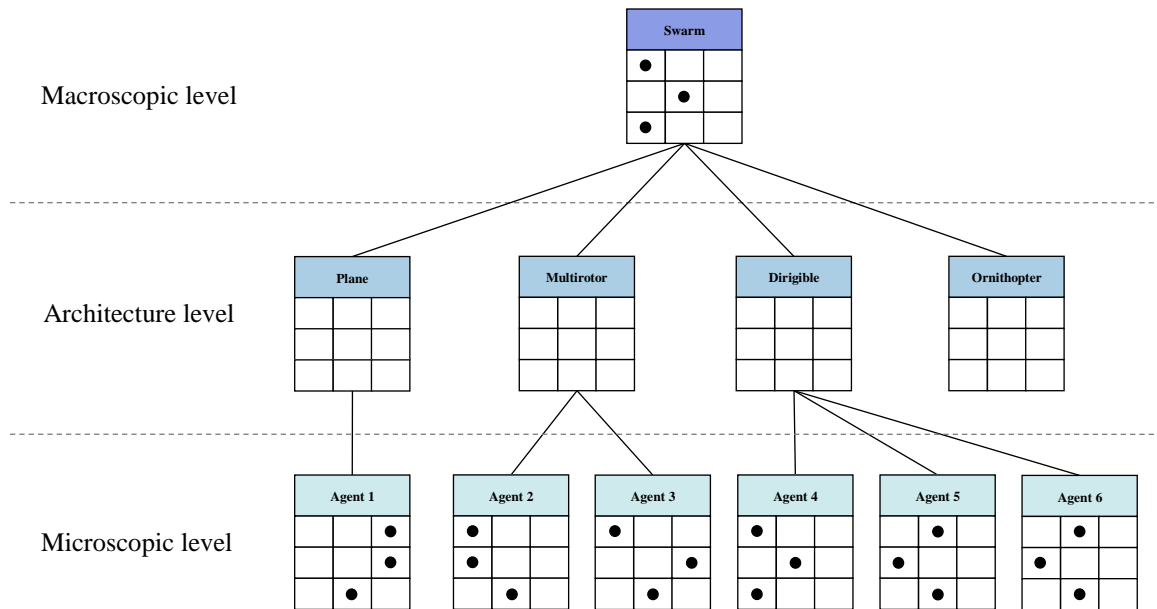 Swarm
Macroscopic level
Plane
Multirotor
Dirigible
Ornithopter
Architecture level
Agent 1
Agent 2
Agent 3
Agent 4
Agent 5
Agent 6
Microscopic level